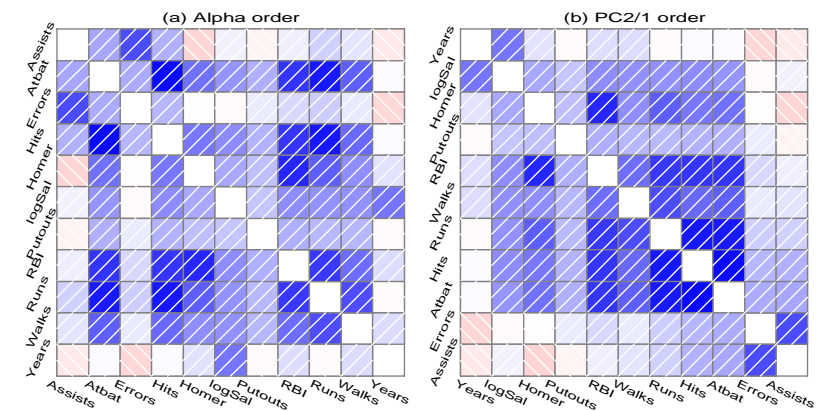 (a) Alpha order
Assists
Atbat
Errors
Hits
Homer
logSal
Putouts
RBI
Runs
Walks
Years
Assists Atbat Errors Hits Homer logSal Putouts RBI Runs Walks Years
(b) PC2/1 order
Years
logSal
Homer
Putouts
RBI
Walks
Runs
Hits
Atbat
Errors
Assists
Years logSal Homer Putouts RBI Walks Runs Hits Atbat Errors Assists